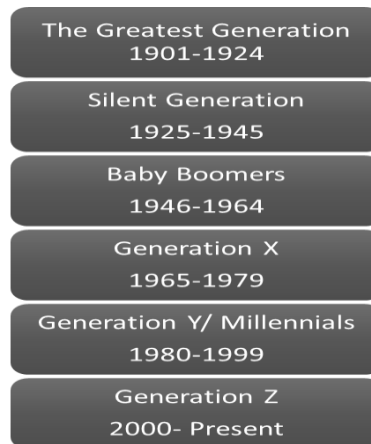 The Greatest Generation
1901-1924
Silent Generation
1925-1945
Baby Boomers
1946-1964
Generation X
1965-1979
Generation Y/ Millennials
1980-1999
Generation Z
2000- Present